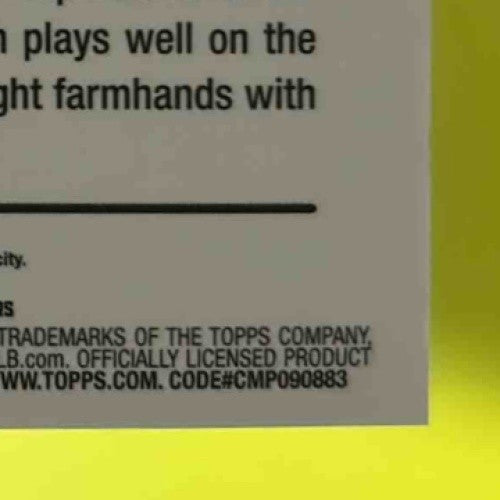 n plays well on the
ght farmhands with
city.
TRADEMARKS OF THE TOPPS COMPANY,
LB.com. OFFICIALLY LICENSED PRODUCT
WW.TOPPS.COM. CODE#CMP090883